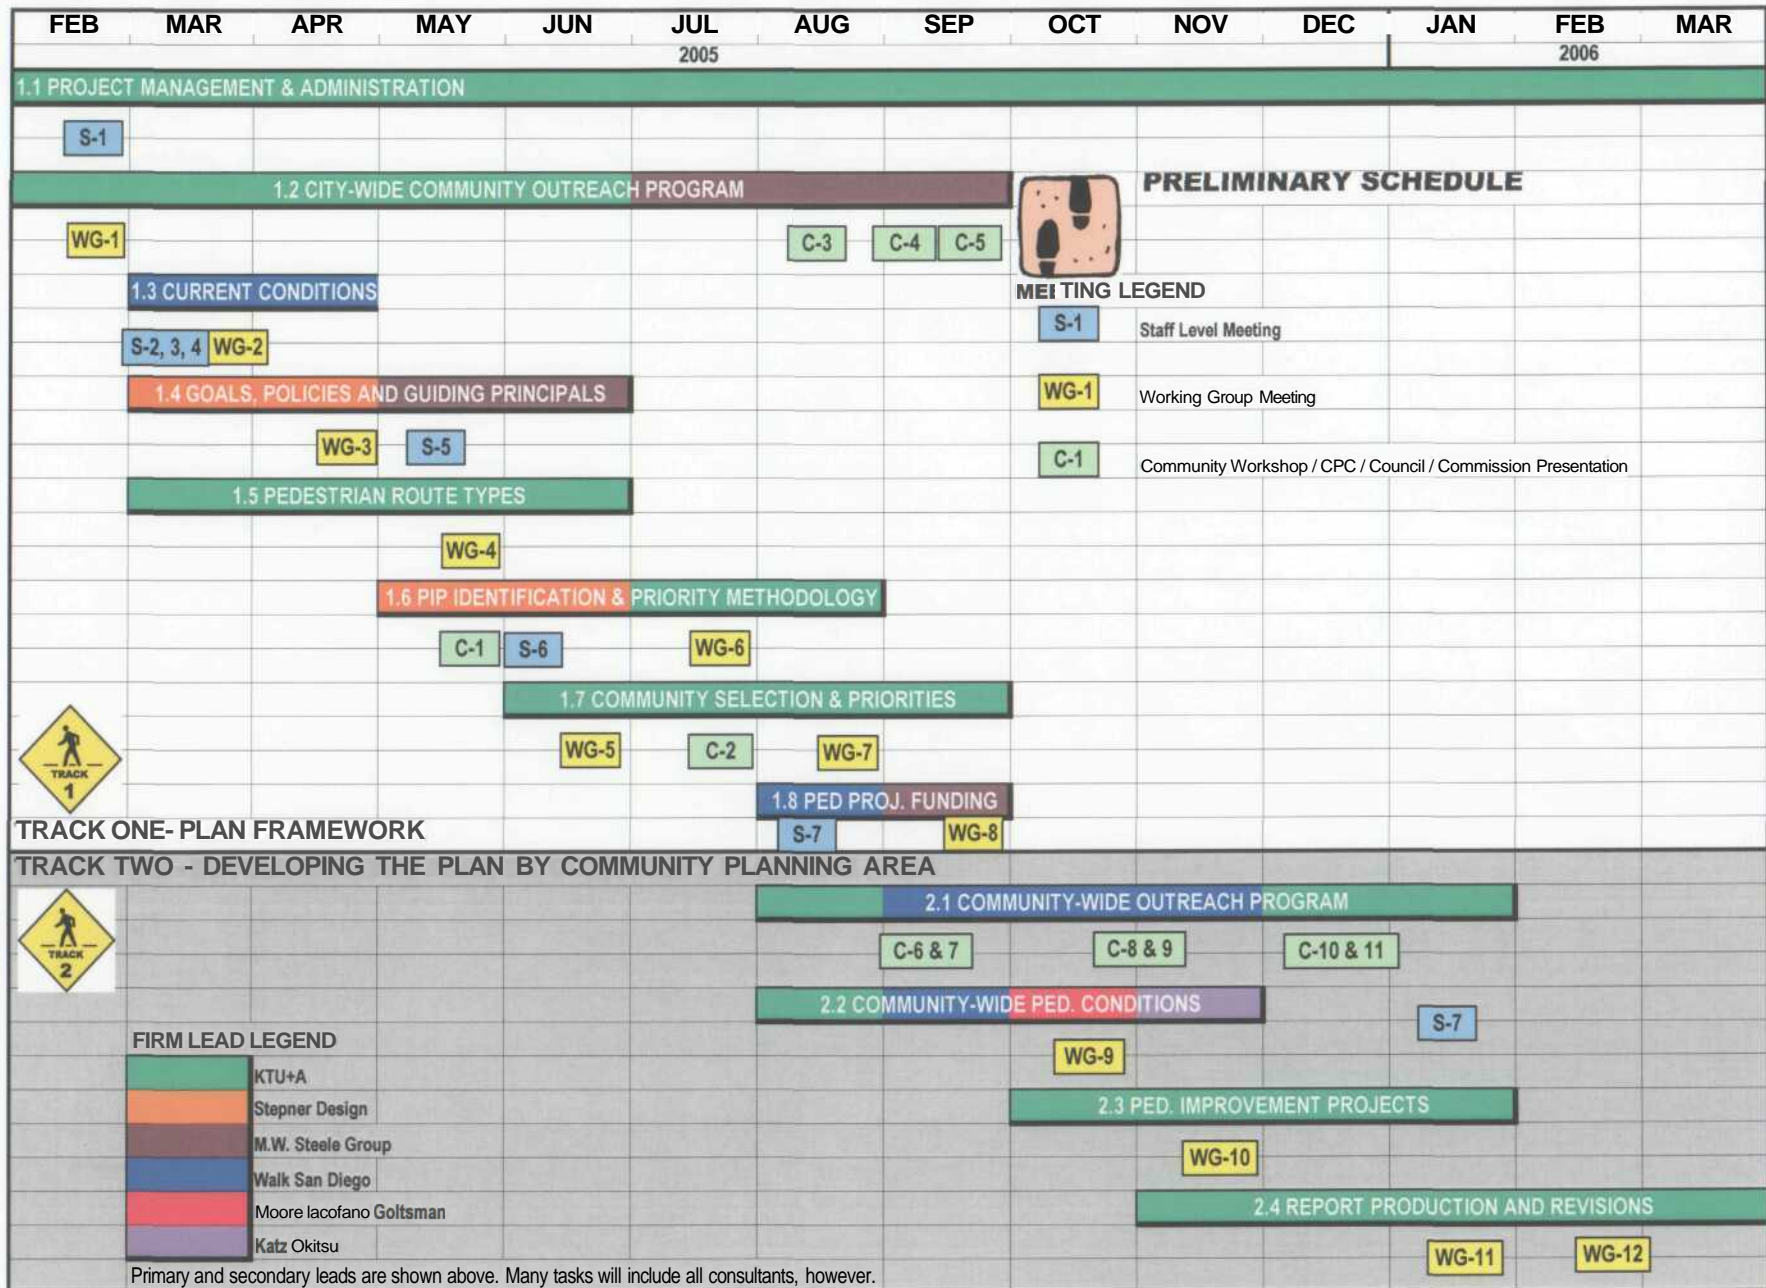 FEB MAR APR MAY JUN JUL AUG SEP OCT NOV DEC JAN FEB MAR
2005 2006
1.1 PROJECT MANAGEMENT & ADMINISTRATION
S-1
1.2 CITY-WIDE COMMUNITY OUTREACH PROGRAM
PRELIMINARY SCHEDULE
WG-1 C-3 C-4 C-5
1.3 CURRENT CONDITIONS
MEETING LEGEND
S-1 Staff Level Meeting
S-2, 3, 4 WG-2
1.4 GOALS, POLICIES AND GUIDING PRINCIPALS
WG-1 Working Group Meeting
WG-3 S-5
C-1 Community Workshop / CPC / Council / Commission Presentation
1.5 PEDESTRIAN ROUTE TYPES
WG-4
1.6 PIP IDENTIFICATION & PRIORITY METHODOLOGY
C-1 S-6 WG-6
1.7 COMMUNITY SELECTION & PRIORITIES
WG-5 C-2 WG-7
TRACK
1
1.8 PED PROJ. FUNDING
TRACK ONE- PLAN FRAMEWORK
S-7 WG-8
TRACK TWO - DEVELOPING THE PLAN BY COMMUNITY PLANNING AREA
2.1 COMMUNITY-WIDE OUTREACH PROGRAM
TRACK
2
C-6 & 7 C-8 & 9 C-10 & 11
2.2 COMMUNITY-WIDE PED. CONDITIONS
S-7
WG-9
2.3 PED. IMPROVEMENT PROJECTS
WG-10
2.4 REPORT PRODUCTION AND REVISIONS
WG-11 WG-12
FIRM LEAD LEGEND
KTU+A
Stepner Design
M.W. Steele Group
Walk San Diego
Moore Iacofano Goltsman
Katz Okitsu
Primary and secondary leads are shown above. Many tasks will include all consultants, however.